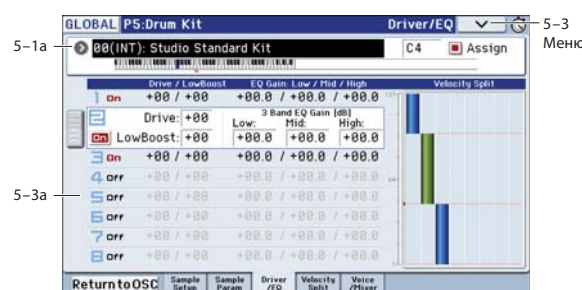 GLOBAL P5:Drum Kit Driver/EQ
5–3
Меню
5–1a
00(INT): Studio Standard Kit C4 Assign
Drive / LowBoost EQ Gain: Low / Mid / High Velocity Split
1 On +00 / +00 +00.0 / +00.0 / +00.0
2 On Drive: +00 3 Band EQ Gain [dB]
Low: Mid: High:
LowBoost: +00 +00.0 +00.0 +00.0
3 On +00 / +00 +00.0 / +00.0 / +00.0
5–3a
4 Off +00 / +00 +00.0 / +00.0 / +00.0
5 Off +00 / +00 +00.0 / +00.0 / +00.0
6 Off +00 / +00 +00.0 / +00.0 / +00.0
7 Off +00 / +00 +00.0 / +00.0 / +00.0
8 Off +00 / +00 +00.0 / +00.0 / +00.0
Return to OSC Sample Setup Sample Param Driver /EQ Velocity Split Voice /Mixer